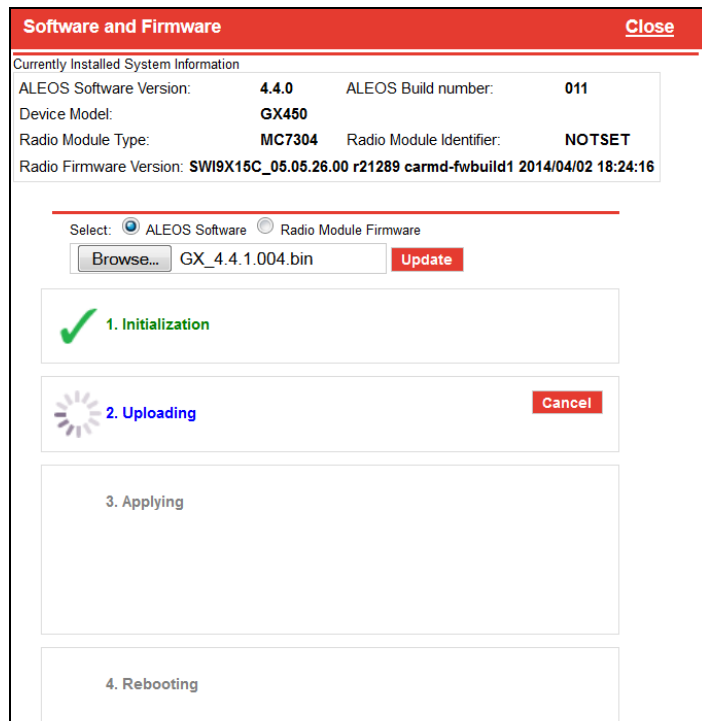 Software and Firmware Close
Currently Installed System Information
ALEOS Software Version: 4.4.0 ALEOS Build number: 011
Device Model: GX450
Radio Module Type: MC7304 Radio Module Identifier: NOTSET
Radio Firmware Version: SWI9X15C_05.05.26.00 r21289 carmd-fwbuild1 2014/04/02 18:24:16
Select: ALEOS Software Radio Module Firmware
Browse... GX_4.4.1.004.bin Update
1. Initialization
2. Uploading Cancel
3. Applying
4. Rebooting